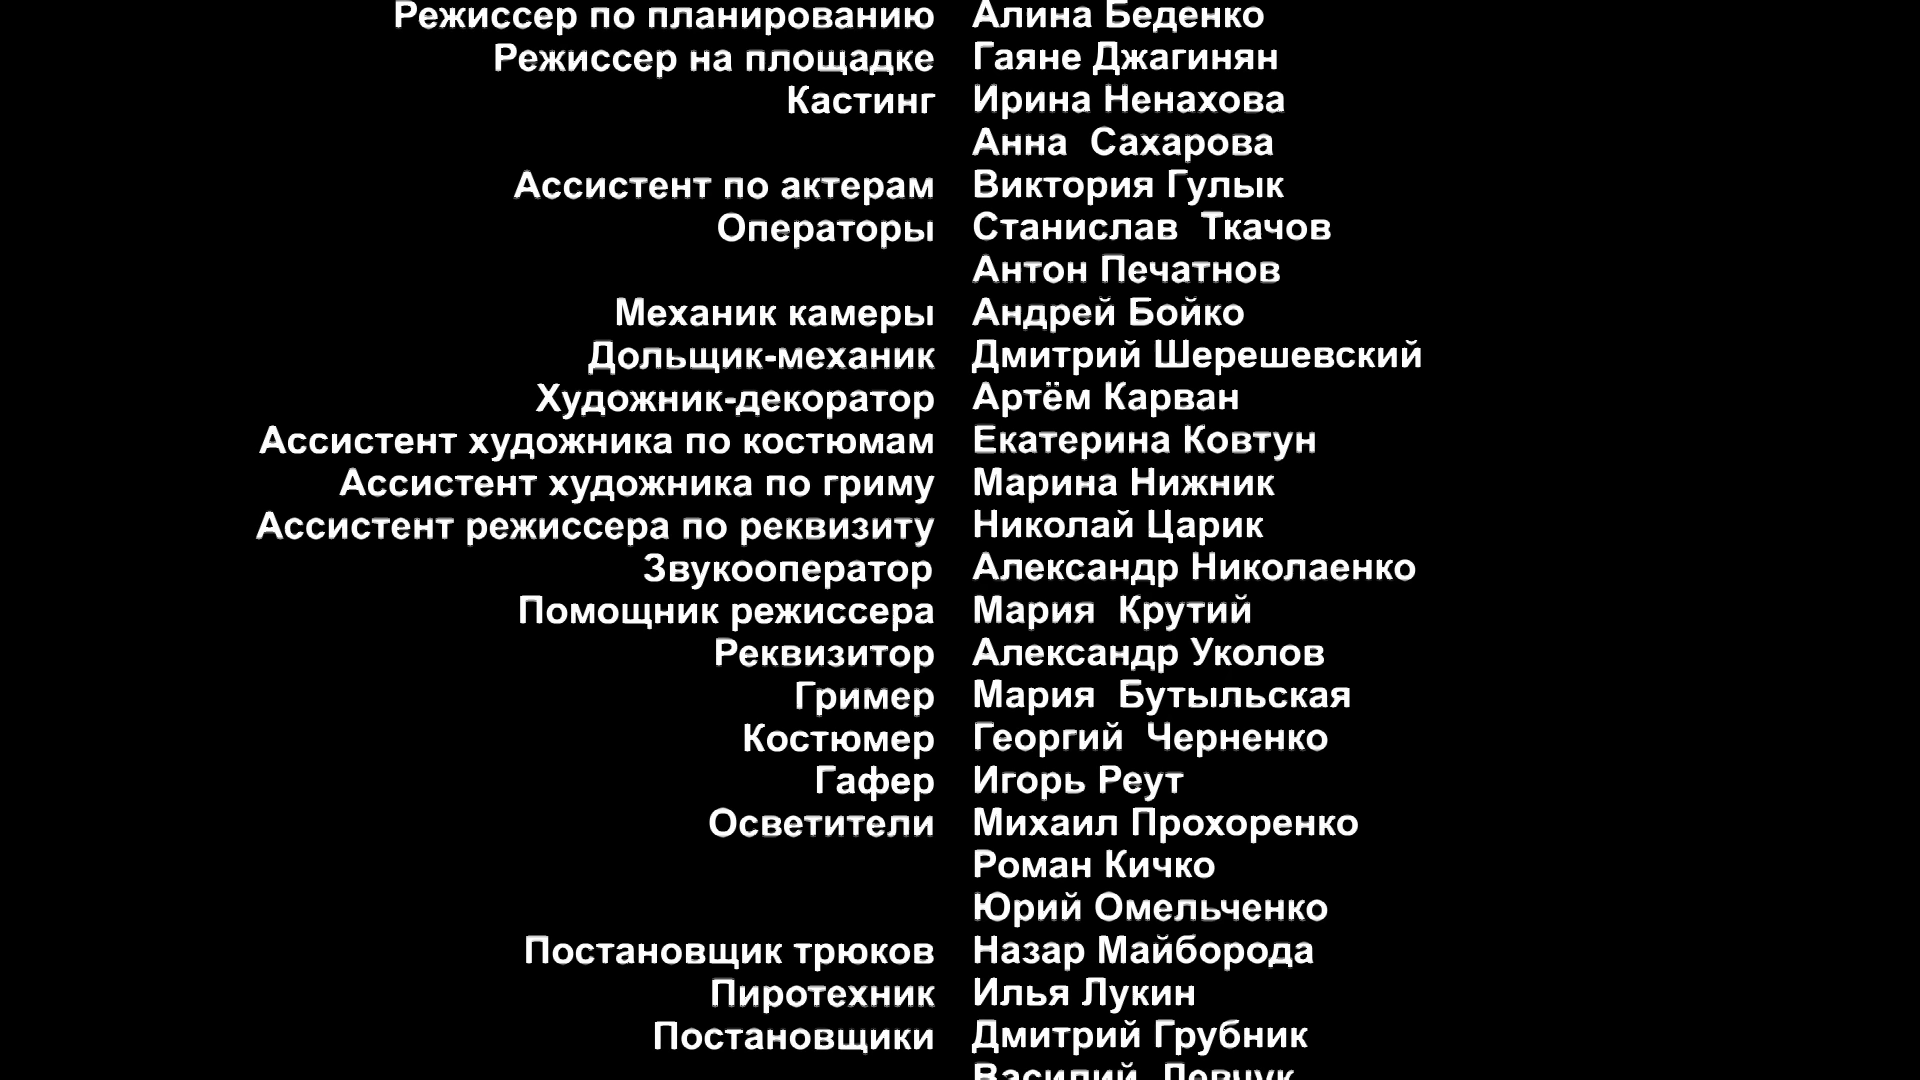 Режиссер по планированию Алина Беденко
Режиссер на площадке Гаяне Джагинян
Кастинг Ирина Ненахова
Анна Сахарова
Ассистент по актерам Виктория Гулык
Операторы Станислав Ткачов
Антон Печатнов
Механик камеры Андрей Бойко
Дольщик-механик Дмитрий Шерешевский
Художник-декоратор Артём Карван
Ассистент художника по костюмам Екатерина Ковтун
Ассистент художника по гриму Марина Нижник
Ассистент режиссера по реквизиту Николай Царик
Звукооператор Александр Николаенко
Помощник режиссера Мария Крутий
Реквизитор Александр Уколов
Гример Мария Бутыльская
Костюмер Георгий Черненко
Гафер Игорь Реут
Осветители Михаил Прохоренко
Роман Кичко
Юрий Омельченко
Постановщик трюков Назар Майборода
Пиротехник Илья Лукин
Постановщики Дмитрий Грубник
Василий